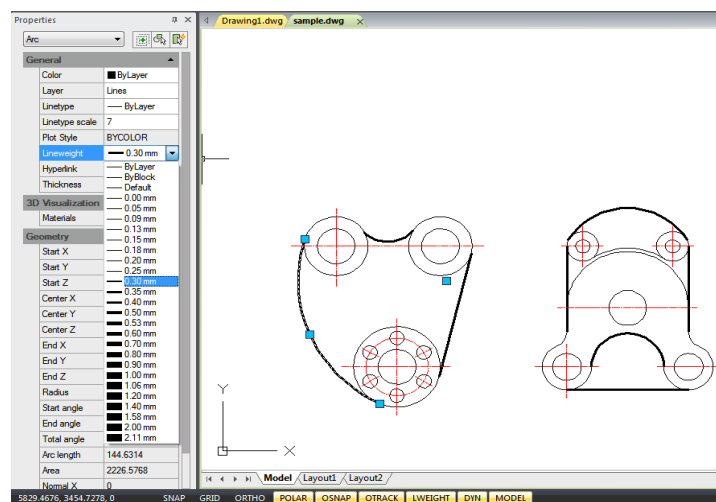 Properties
Drawing1.dwg sample.dwg
Arc
General
Color ByLayer
Layer Lines
Linetype ByLayer
Linetype scale 7
Plot Style BYCOLOR
Lineweight 0.30 mm
Hyperlink
Thickness
3D Visualization
Materials
Geometry
Start X
Start Y
Start Z
Center X
Center Y
Center Z
End X
End Y
End Z
Radius
Start angle
End angle
Total angle
ByLayer
ByBlock
Default
0.00 mm
0.05 mm
0.09 mm
0.13 mm
0.15 mm
0.18 mm
0.20 mm
0.25 mm
0.30 mm
0.35 mm
0.40 mm
0.50 mm
0.53 mm
0.60 mm
0.70 mm
0.80 mm
0.90 mm
1.00 mm
1.06 mm
1.20 mm
1.40 mm
1.58 mm
2.00 mm
2.11 mm
Arc length 144.6314
Area 2226.5768
Normal X 0
Y
X
Model Layout1 Layout2
5829.4676, 3454.7278, 0 SNAP GRID ORTHO POLAR OSNAP OTRACK LWEIGHT DYN MODEL